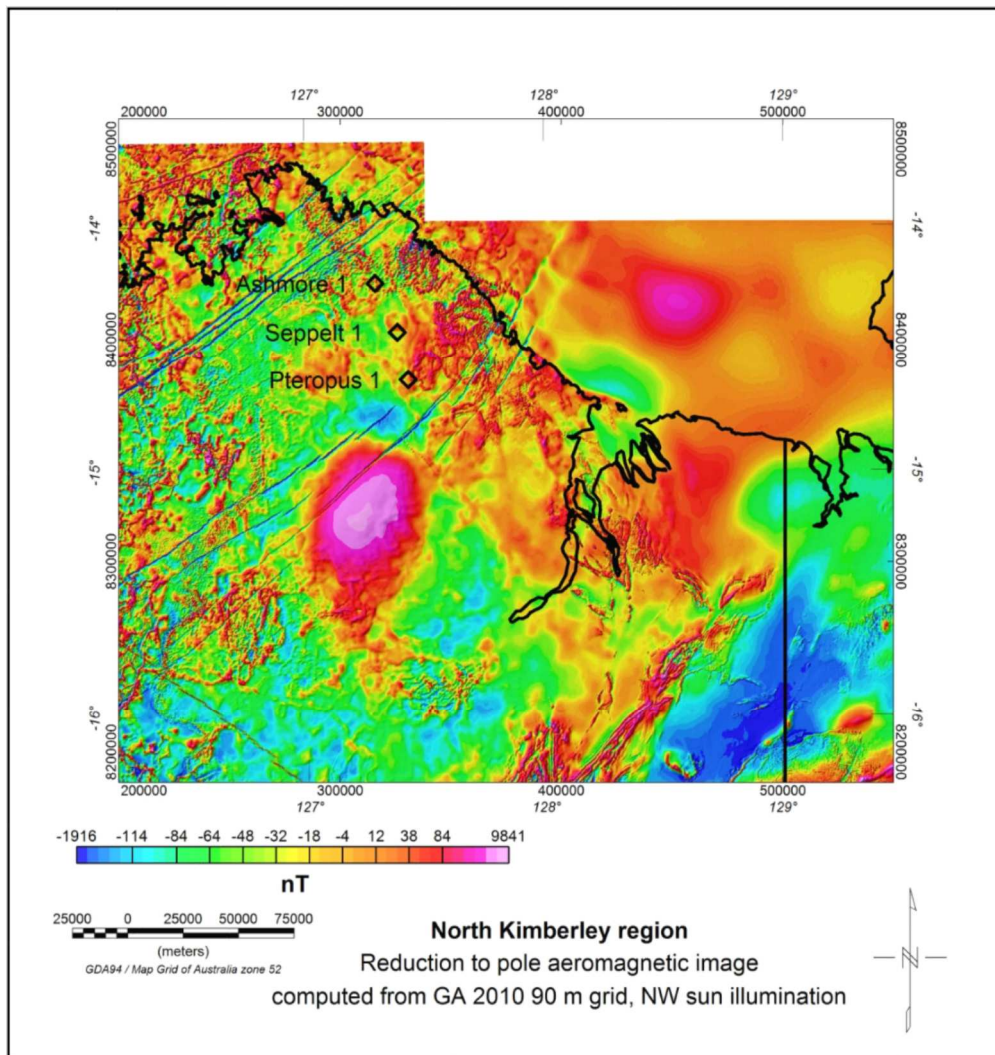 127° 128° 129°
200000 300000 400000 500000
8500000 8500000
-14° -14°
Ashmore 1
Seppelt 1
8400000 8400000
Pteropus 1
-15° -15°
8300000 8300000
-16° -16°
8200000 8200000
200000 300000 400000 500000
127° 128° 129°
-1916 -114 -84 -64 -48 -32 -18 -4 12 38 84 9841
nT
25000 0 25000 50000 75000
(meters)
GDA94 / Map Grid of Australia zone 52
North Kimberley region
Reduction to pole aeromagnetic image
computed from GA 2010 90 m grid, NW sun illumination
N